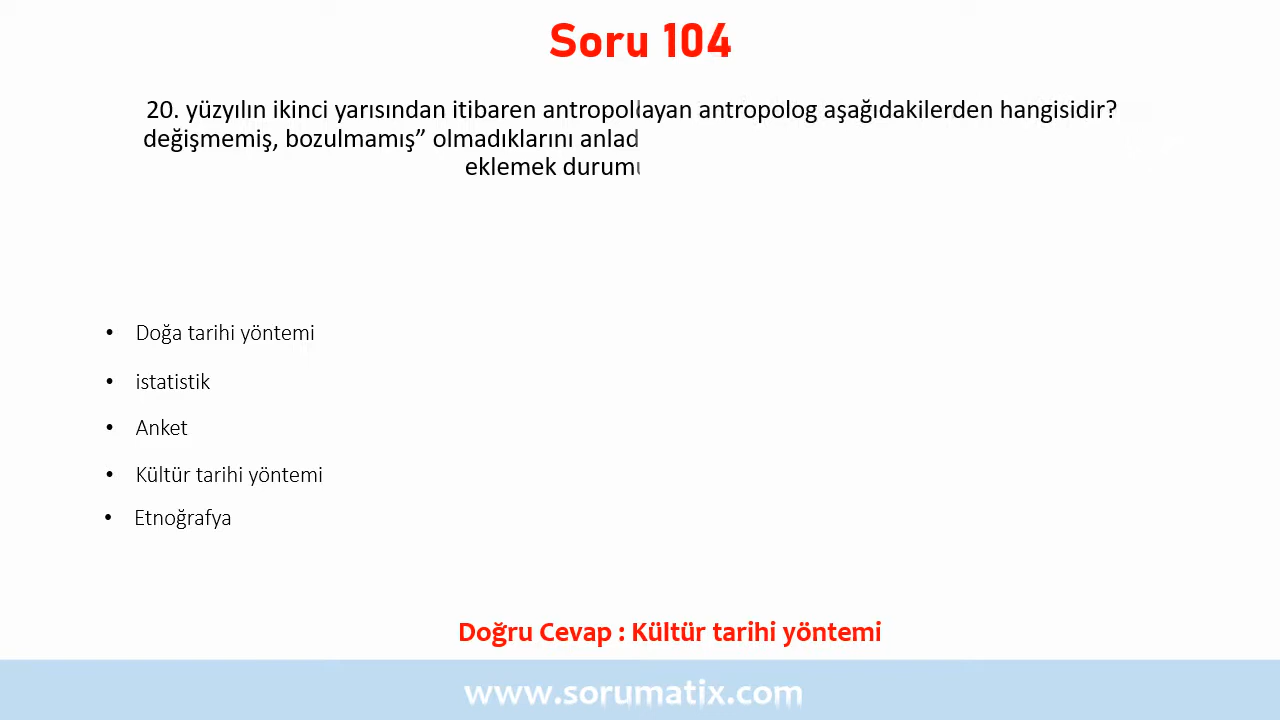 Soru 104
20. yüzyılın ikinci yarısından itibaren antropol layan antropolog aşağıdakilerden hangisidir?
değişmemiş, bozulmamış” olmadıklarını anlad
eklemek durum
• Doğa tarihi yöntemi
• istatistik
• Anket
• Kültür tarihi yöntemi
• Etnoğrafya
Doğru Cevap : Kültür tarihi yöntemi
www.sorumatix.com